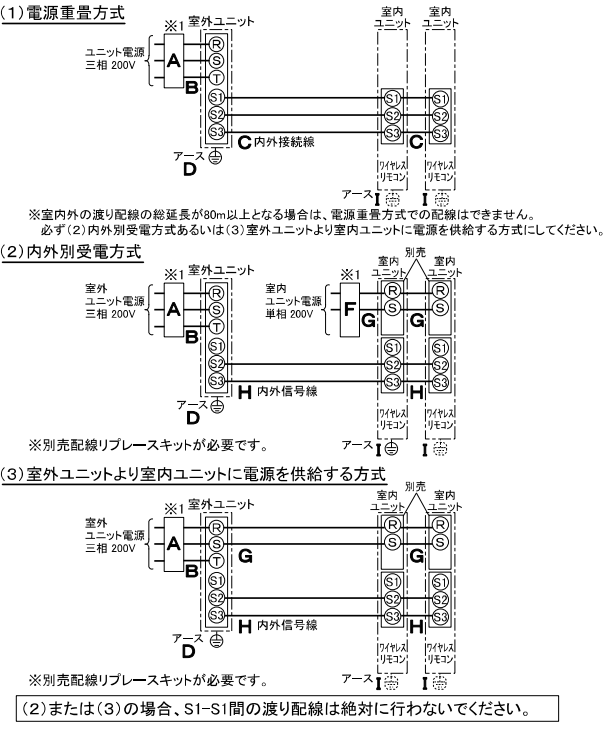 (1)電源重畳方式
※1 室外ユニット
室内
ユニット
室内
ユニット
ユニット電源
三相 200V
A
B
R
S
T
S1
S2
S3
S1
S2
S3
S1
S2
S3
C 内外接続線
C
アース
D
ワイヤレス
リモコン
ワイヤレス
リモコン
アース I
I
※室内外の渡り配線の総延長が80m以上となる場合は、電源重畳方式での配線はできません。
必ず(2)内外別受電方式あるいは(3)室外ユニットより室内ユニットに電源を供給する方式にしてください。
(2)内外別受電方式
別売
※1 室外ユニット
※1
室内
ユニット
室内
ユニット
室外
ユニット電源
三相 200V
A
B
R
S
T
S1
S2
S3
室内
ユニット電源
単相 200V
F
G
G
R
S
S1
S2
S3
R
S
S1
S2
S3
H 内外信号線
H
アース
D
ワイヤレス
リモコン
ワイヤレス
リモコン
アース I
I
※別売配線リプレースキットが必要です。
(3)室外ユニットより室内ユニットに電源を供給する方式
別売
※1 室外ユニット
室内
ユニット
室内
ユニット
室外
ユニット電源
三相 200V
A
B
R
S
T
S1
S2
S3
G
G
R
S
S1
S2
S3
R
S
S1
S2
S3
H 内外信号線
H
アース
D
ワイヤレス
リモコン
ワイヤレス
リモコン
アース I
I
※別売配線リプレースキットが必要です。
(2)または(3)の場合、S1-S1間の渡り配線は絶対に行わないでください。